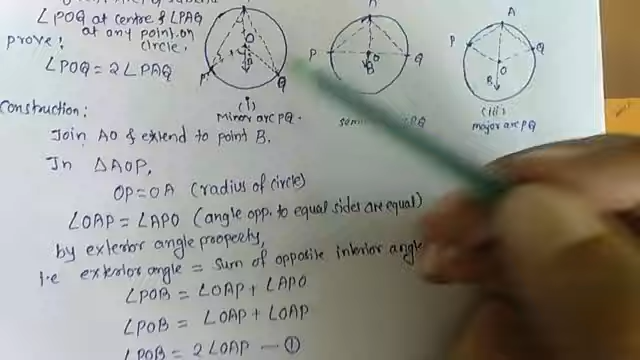 ∠POQ at centre & ∠PAQ
at any point on
circle.
prove:
∠POQ = 2∠PAQ
A
P
Q
O
B
(i)
Minor arc PQ.
A
P
Q
O
B
PQ
A
P
Q
O
B
(iii)
major arc PQ
Construction:
Join AO & extend to point B.
In △AOP,
OP = OA (radius of circle)
∠OAP = ∠APO (angle opp. to equal sides are equal)
by exterior angle property,
i.e exterior angle = sum of opposite interior angle
∠POB = ∠OAP + ∠APO
∠POB = ∠OAP + ∠OAP
∠POB = 2∠OAP — ①